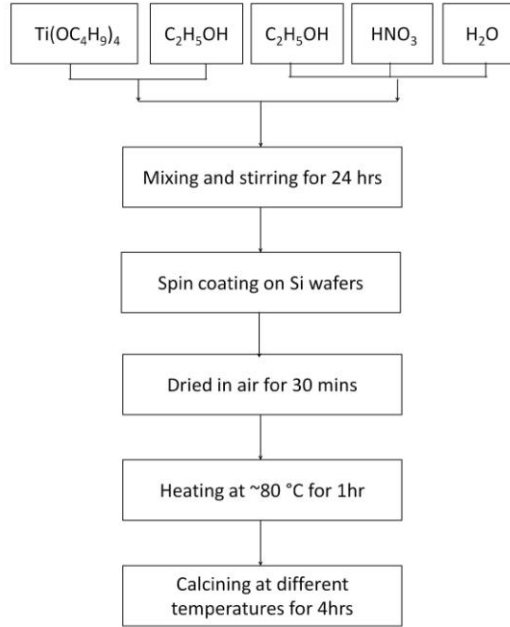 Ti(OC₄H₉)₄
C₂H₅OH
C₂H₅OH
HNO₃
H₂O
Mixing and stirring for 24 hrs
Spin coating on Si wafers
Dried in air for 30 mins
Heating at ~80 °C for 1hr
Calcining at different
temperatures for 4hrs